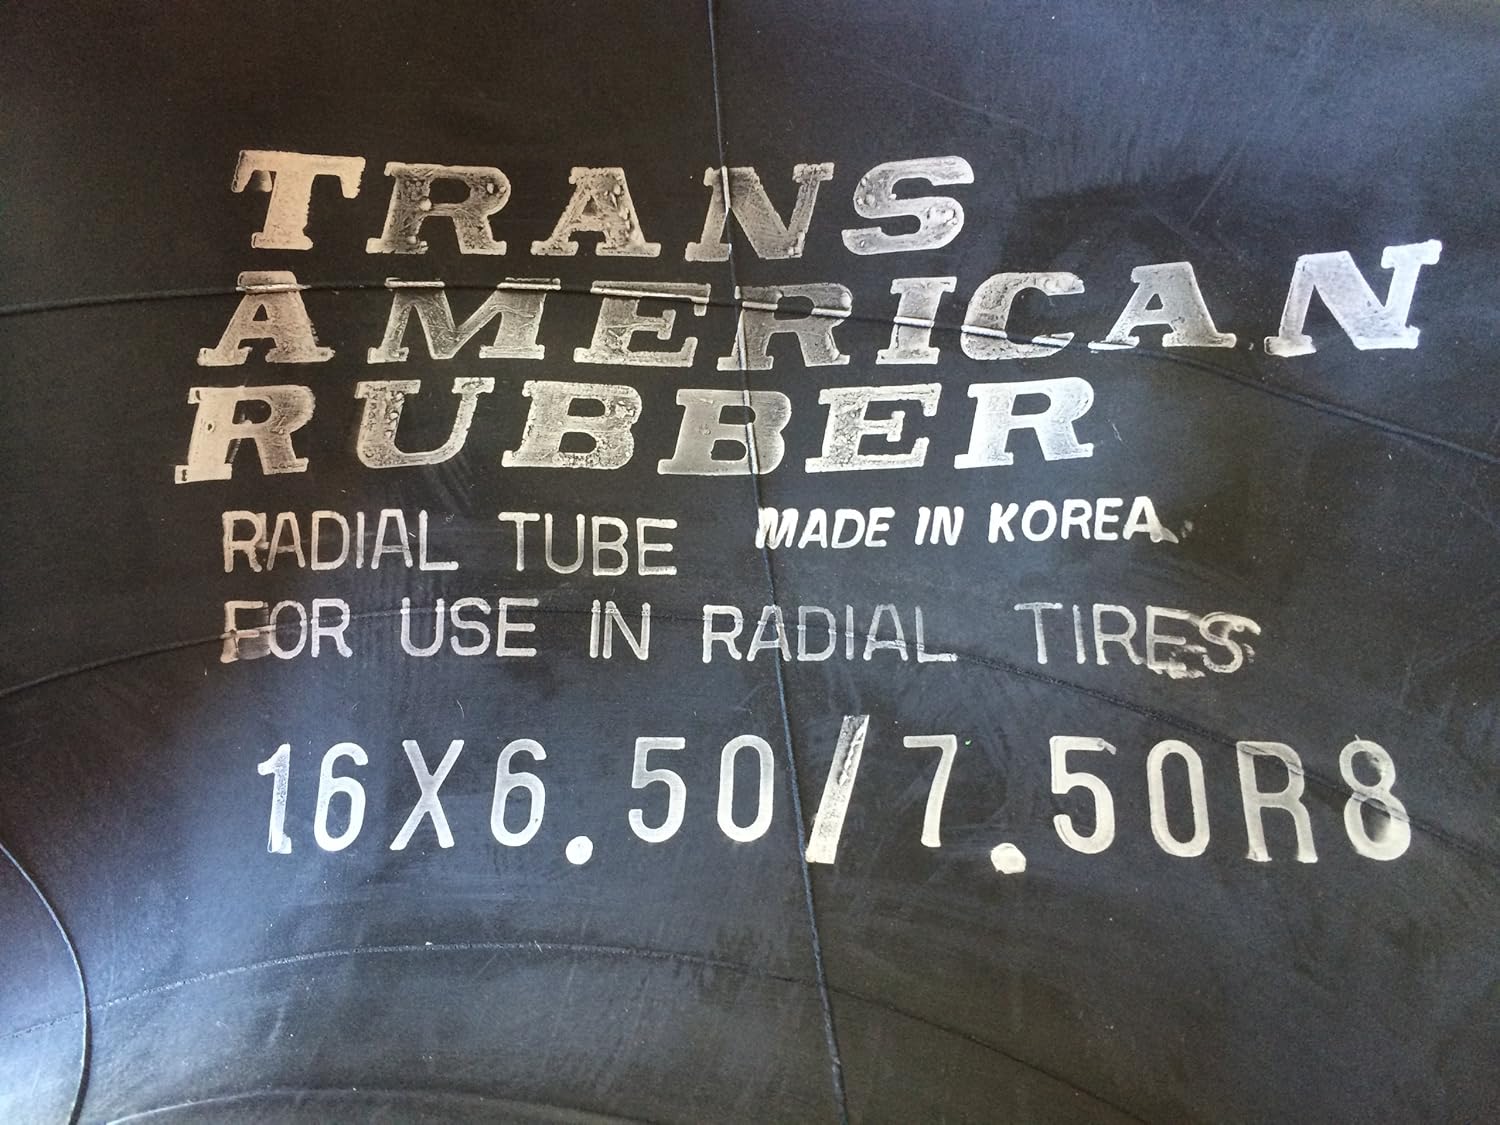 TRANS
AMERICAN
RUBBER
RADIAL TUBE MADE IN KOREA
FOR USE IN RADIAL TIRES
16X6.50/7.50R8